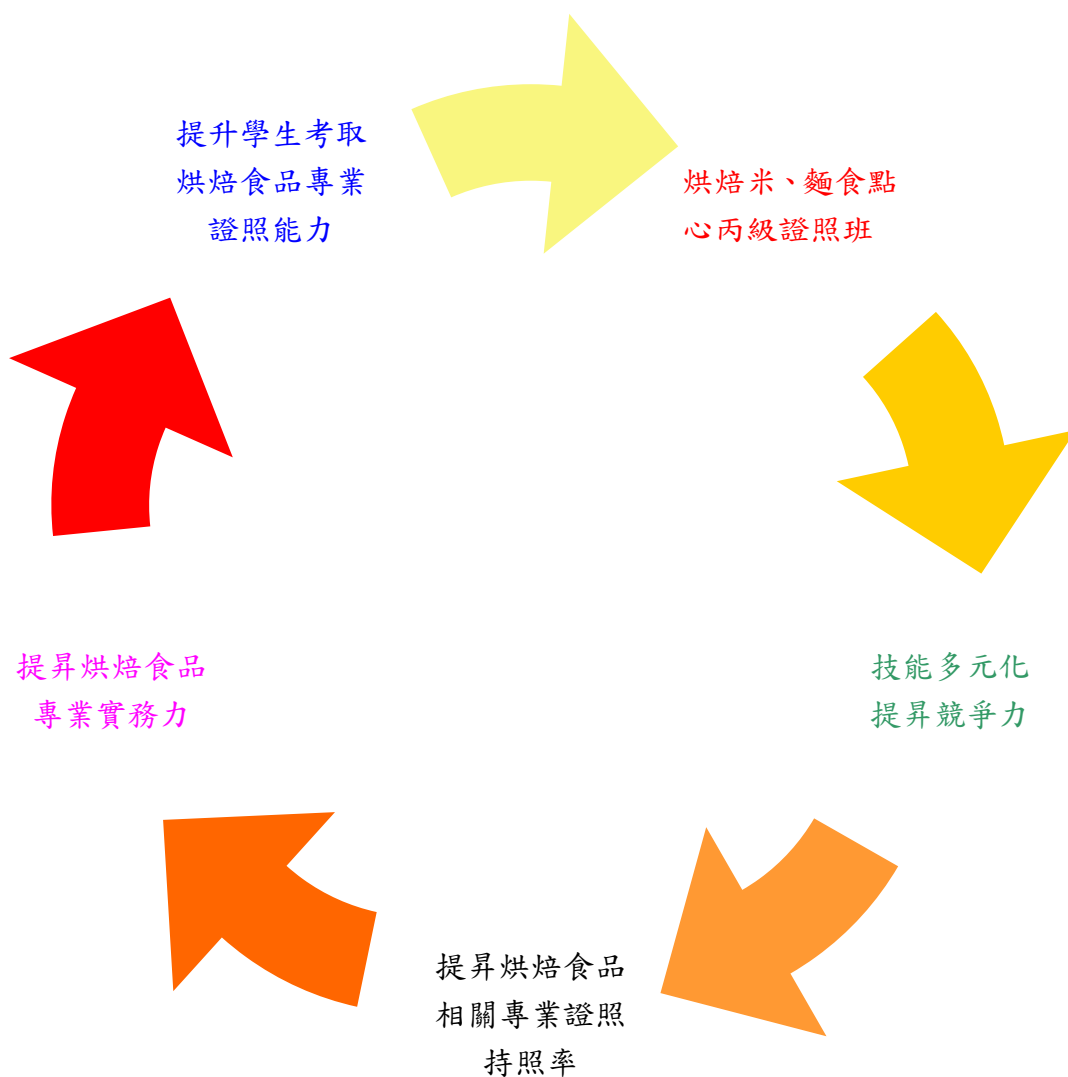 提升學生考取
烘焙食品專業
證照能力
烘焙米、麵食點
心丙級證照班
技能多元化
提昇競爭力
提昇烘焙食品
相關專業證照
持照率
提昇烘焙食品
專業實務力